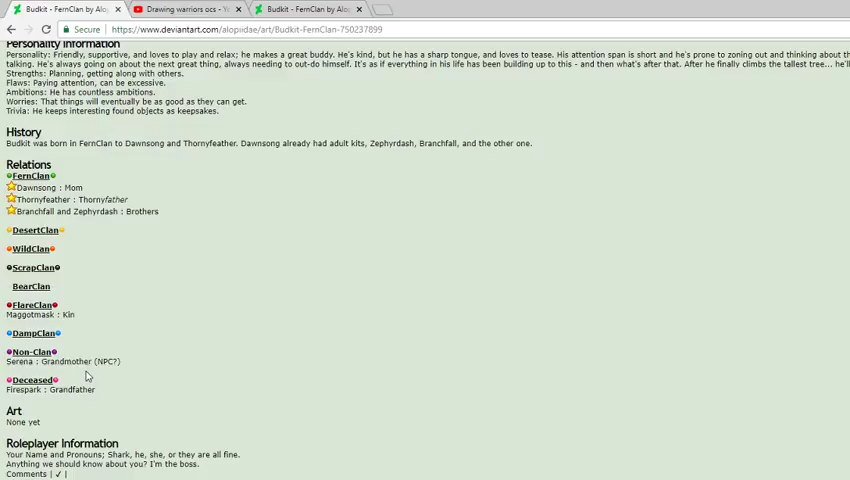 Budkit - FernClan by Alop
Drawing warriors ocs - Y
Budkit - FernClan by Alop
Secure
https://www.deviantart.com/alopiidae/art/Budkit-FernClan-750237899
Personality Information
Personality: Friendly, supportive, and loves to play and relax; he makes a great buddy. He's kind, but he has a sharp tongue, and loves to tease. His attention span is short and he's prone to zoning out and thinking about th
talking. He's always going on about the next great thing, always needing to out-do himself. It's as if everything in his life has been building up to this - and then what's after that. After he finally climbs the tallest tree... he'll
Strengths: Planning, getting along with others.
Flaws: Paying attention, can be excessive.
Ambitions: He has countless ambitions.
Worries: That things will eventually be as good as they can get.
Trivia: He keeps interesting found objects as keepsakes.
History
Budkit was born in FernClan to Dawnsong and Thornyfeather. Dawnsong already had adult kits, Zephyrdash, Branchfall, and the other one.
Relations
FernClan
Dawnsong : Mom
Thornyfeather : Thornyfather
Branchfall and Zephyrdash : Brothers
DesertClan
WildClan
ScrapClan
BearClan
FlareClan
Maggotmask : Kin
DampClan
Non-Clan
Serena : Grandmother (NPC?)
Deceased
Firespark : Grandfather
Art
None yet
Roleplayer Information
Your Name and Pronouns; Shark, he, she, or they are all fine.
Anything we should know about you? I'm the boss.
Comments | ✓ |